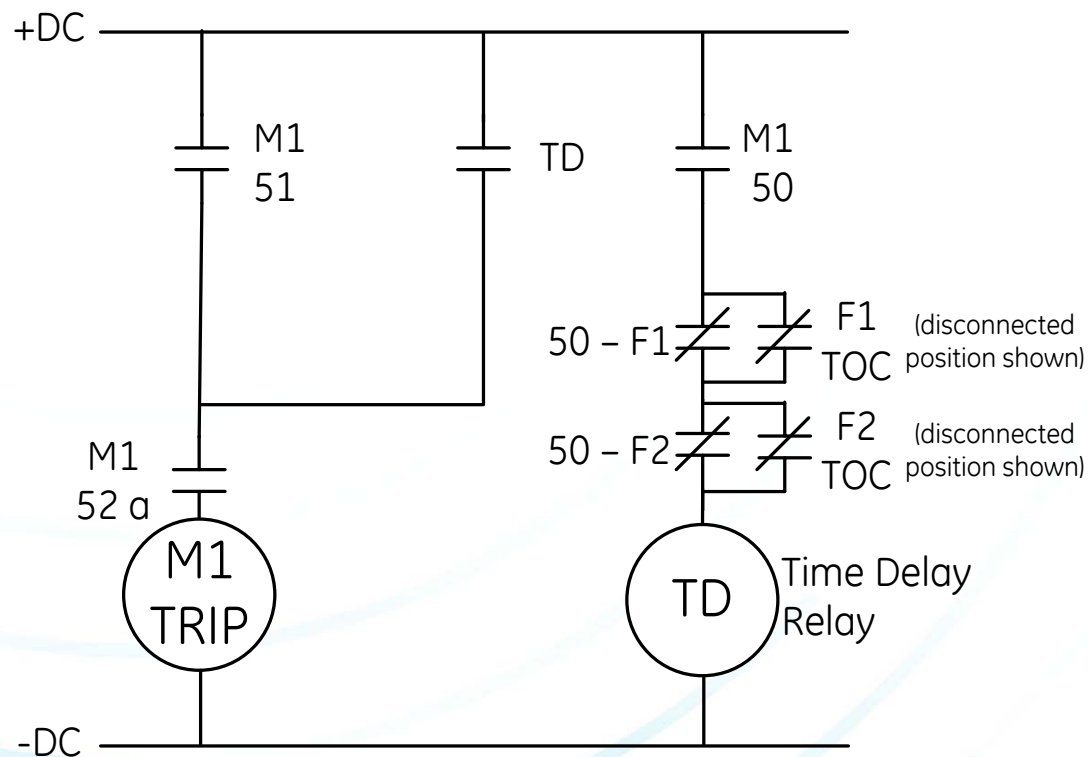 +DC
M1
51
TD
M1
50
50 – F1
F1
TOC
(disconnected
position shown)
50 – F2
F2
TOC
(disconnected
position shown)
M1
52 a
M1
TRIP
TD
Time Delay
Relay
-DC